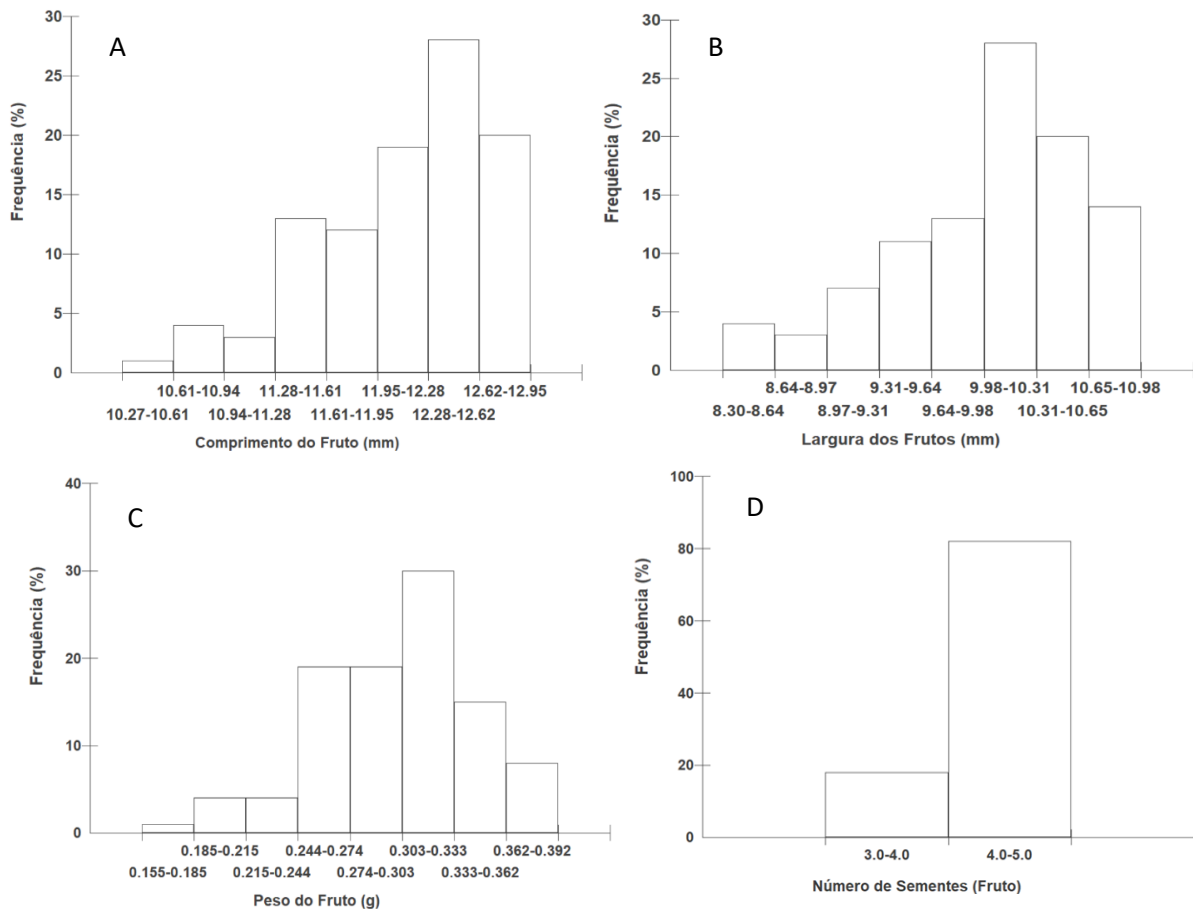 A
Frequência (%)
30
25
20
15
10
5
0
10.61-10.94 11.28-11.61 11.95-12.28 12.62-12.95
10.27-10.61 10.94-11.28 11.61-11.95 12.28-12.62
Comprimento do Fruto (mm)
B
Frequência (%)
30
25
20
15
10
5
0
8.64-8.97 9.31-9.64 9.98-10.31 10.65-10.98
8.30-8.64 8.97-9.31 9.64-9.98 10.31-10.65
Largura dos Frutos (mm)
C
Frequência (%)
40
30
20
10
0
0.185-0.215 0.244-0.274 0.303-0.333 0.362-0.392
0.155-0.185 0.215-0.244 0.274-0.303 0.333-0.362
Peso do Fruto (g)
D
Frequência (%)
100
80
60
40
20
0
3.0-4.0 4.0-5.0
Número de Sementes (Fruto)